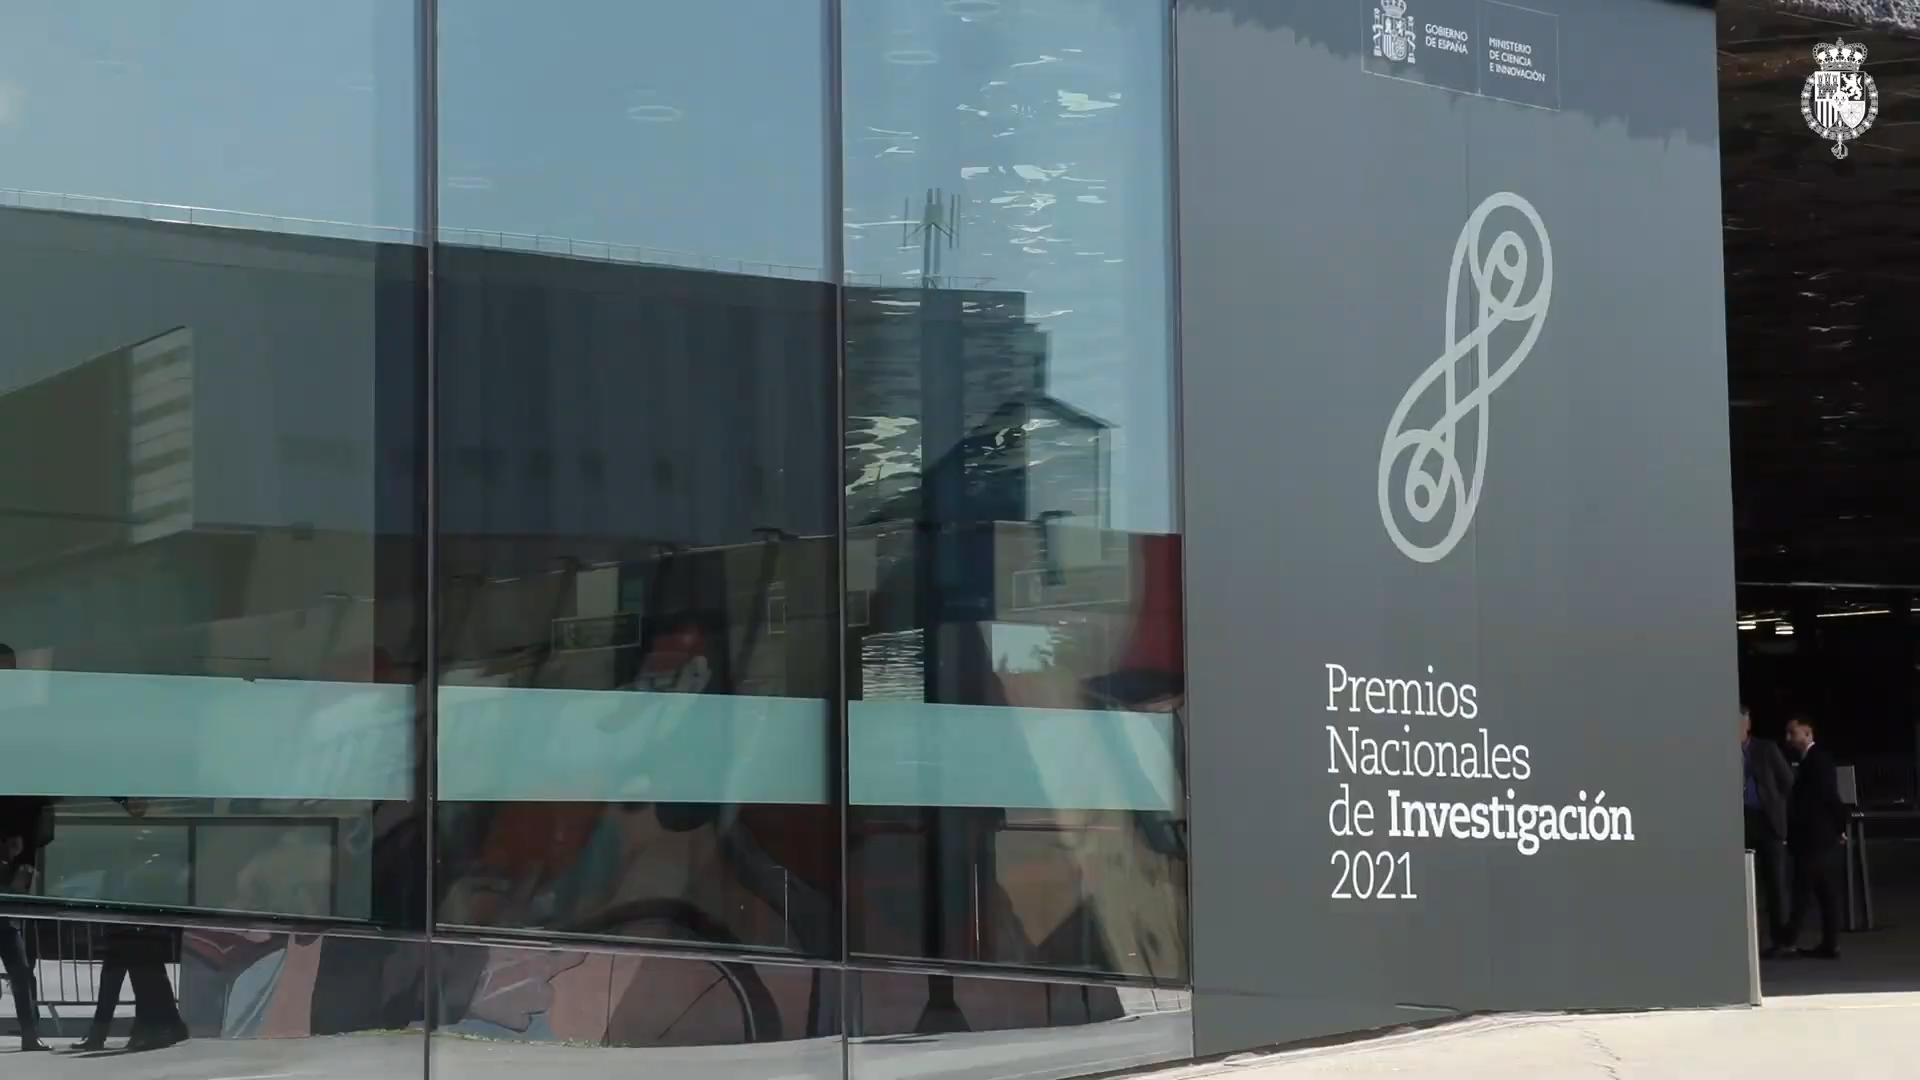 GOBIERNO
DE ESPAÑA
MINISTERIO
DE CIENCIA
E INNOVACIÓN
Premios
Nacionales
de Investigación
2021